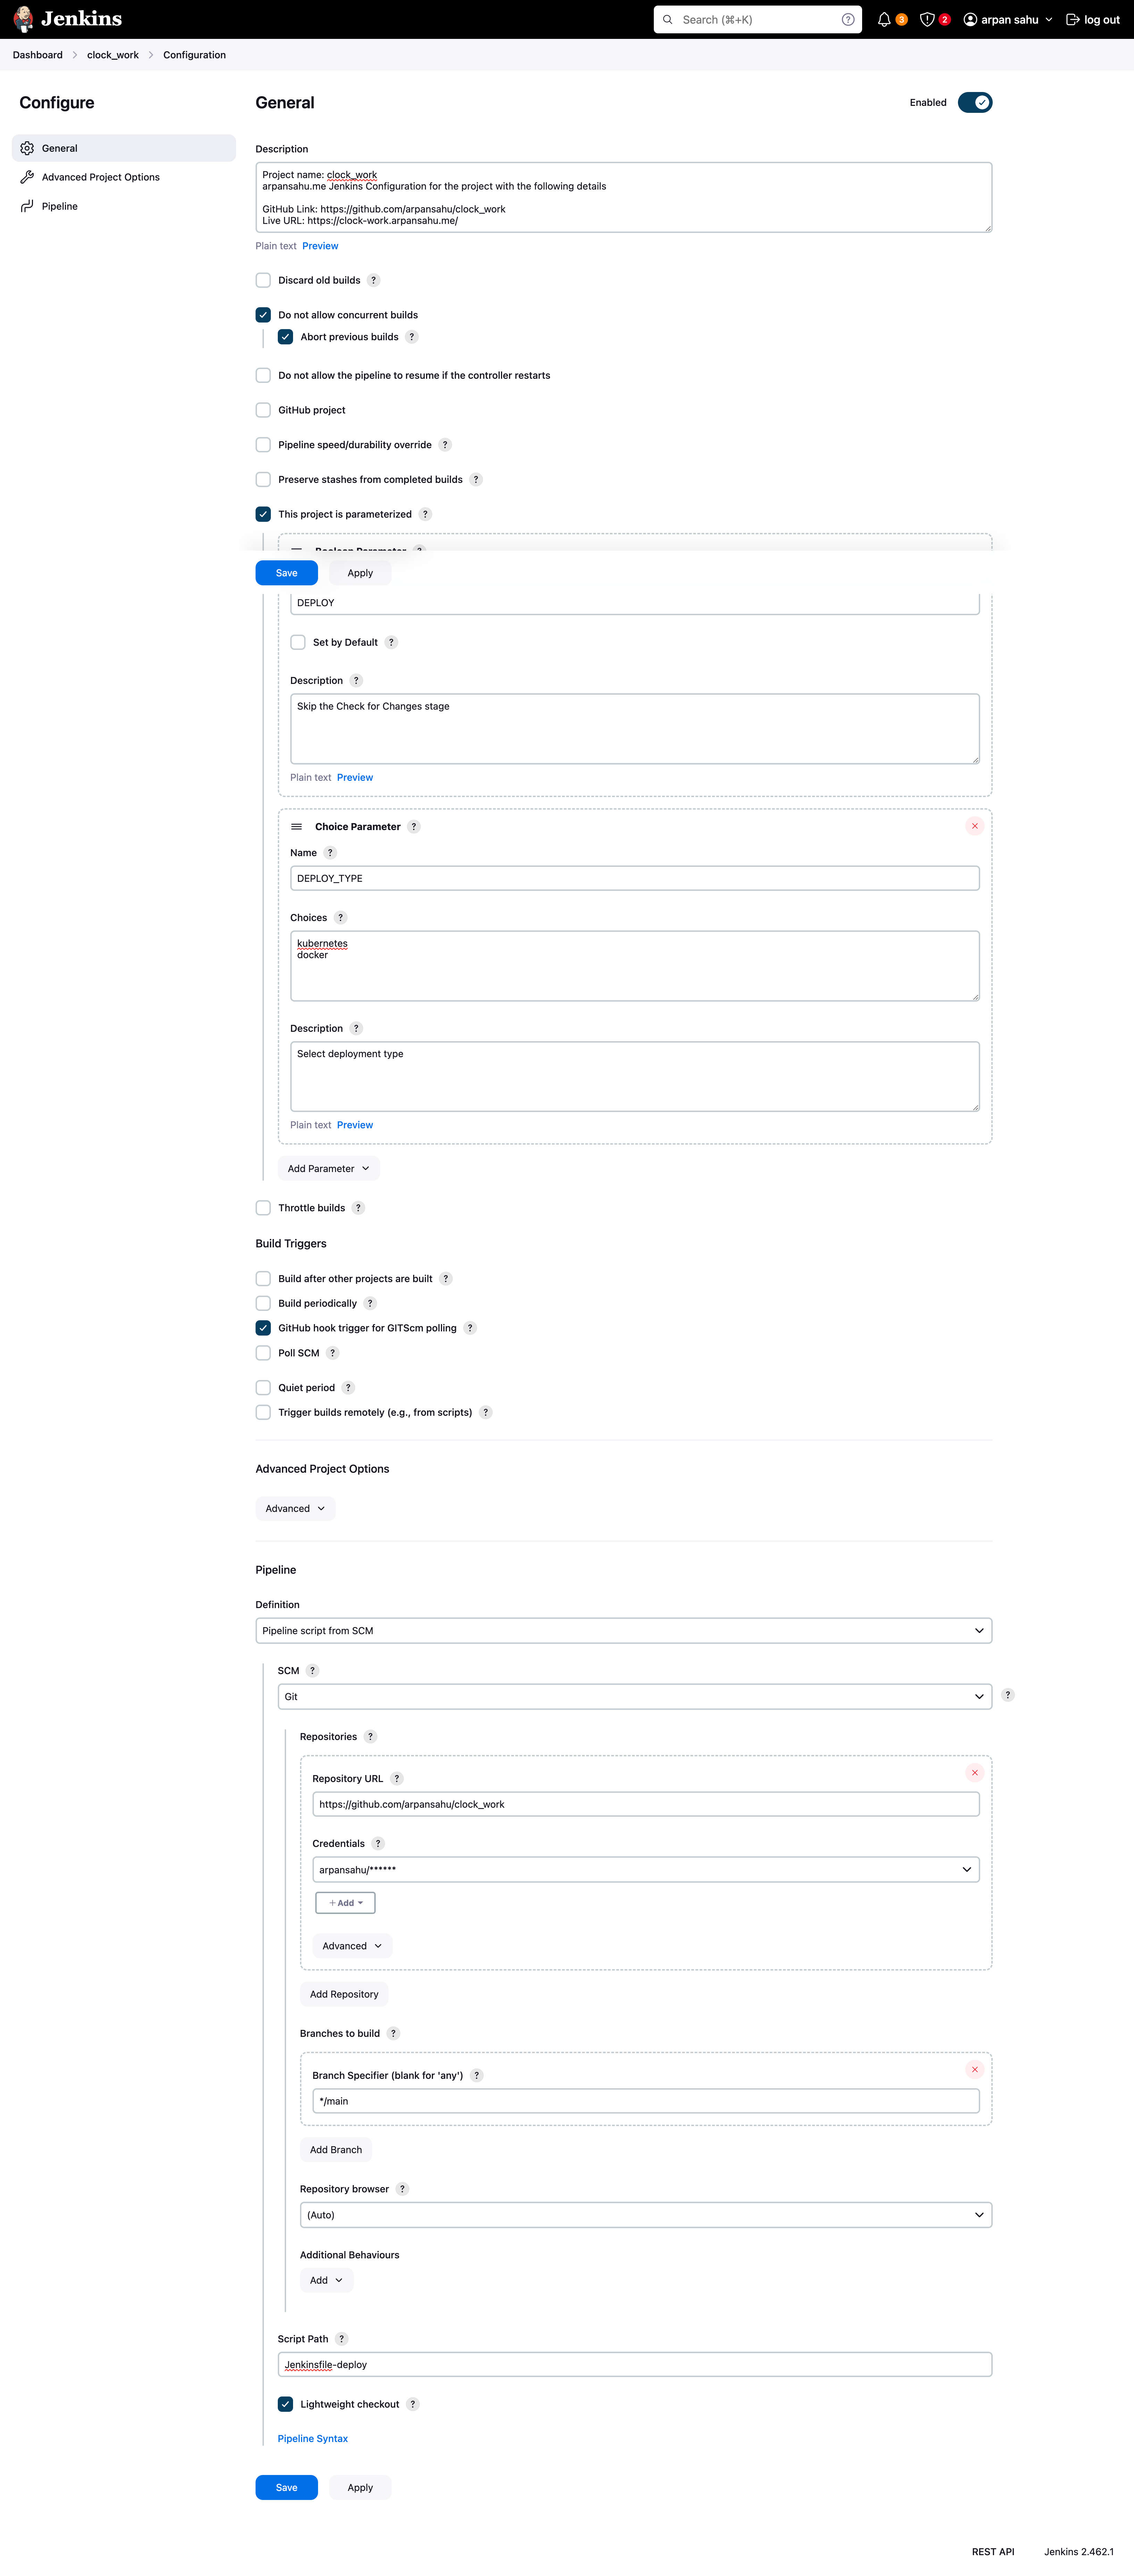 Jenkins
Search (⌘+K)
?
3
2
arpan sahu
log out
Dashboard > clock_work > Configuration
Configure
General
Advanced Project Options
Pipeline
General
Enabled
Description
Project name: clock_work
arpansahu.me Jenkins Configuration for the project with the following details
GitHub Link: https://github.com/arpansahu/clock_work
Live URL: https://clock-work.arpansahu.me/
Plain text Preview
Discard old builds ?
Do not allow concurrent builds
Abort previous builds ?
Do not allow the pipeline to resume if the controller restarts
GitHub project
Pipeline speed/durability override ?
Preserve stashes from completed builds ?
This project is parameterized ?
Boolean Parameter ?
Save Apply
DEPLOY
Set by Default ?
Description ?
Skip the Check for Changes stage
Plain text Preview
Choice Parameter ?
Name ?
DEPLOY_TYPE
Choices ?
kubernetes
docker
Description ?
Select deployment type
Plain text Preview
Add Parameter
Throttle builds ?
Build Triggers
Build after other projects are built ?
Build periodically ?
GitHub hook trigger for GITScm polling ?
Poll SCM ?
Quiet period ?
Trigger builds remotely (e.g., from scripts) ?
Advanced Project Options
Advanced
Pipeline
Definition
Pipeline script from SCM
SCM ?
Git
?
Repositories ?
Repository URL ?
https://github.com/arpansahu/clock_work
Credentials ?
arpansahu/******
+ Add
Advanced
Add Repository
Branches to build ?
Branch Specifier (blank for 'any') ?
*/main
Add Branch
Repository browser ?
(Auto)
Additional Behaviours
Add
Script Path ?
Jenkinsfile-deploy
Lightweight checkout ?
Pipeline Syntax
Save Apply
REST API Jenkins 2.462.1